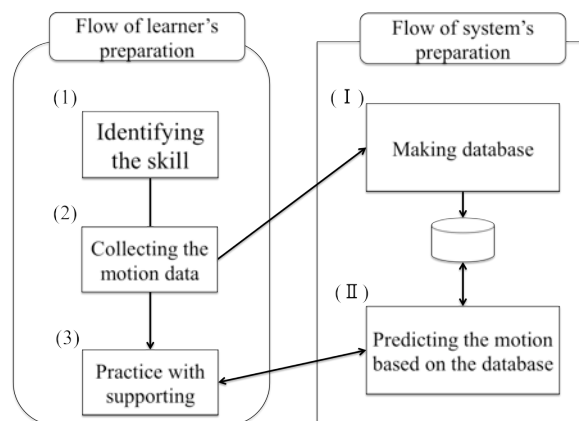 Flow of learner's
preparation
(1)
Identifying
the skill
(2)
Collecting the
motion data
(3)
Practice with
supporting
Flow of system's
preparation
(Ⅰ)
Making database
(Ⅱ)
Predicting the motion
based on the database